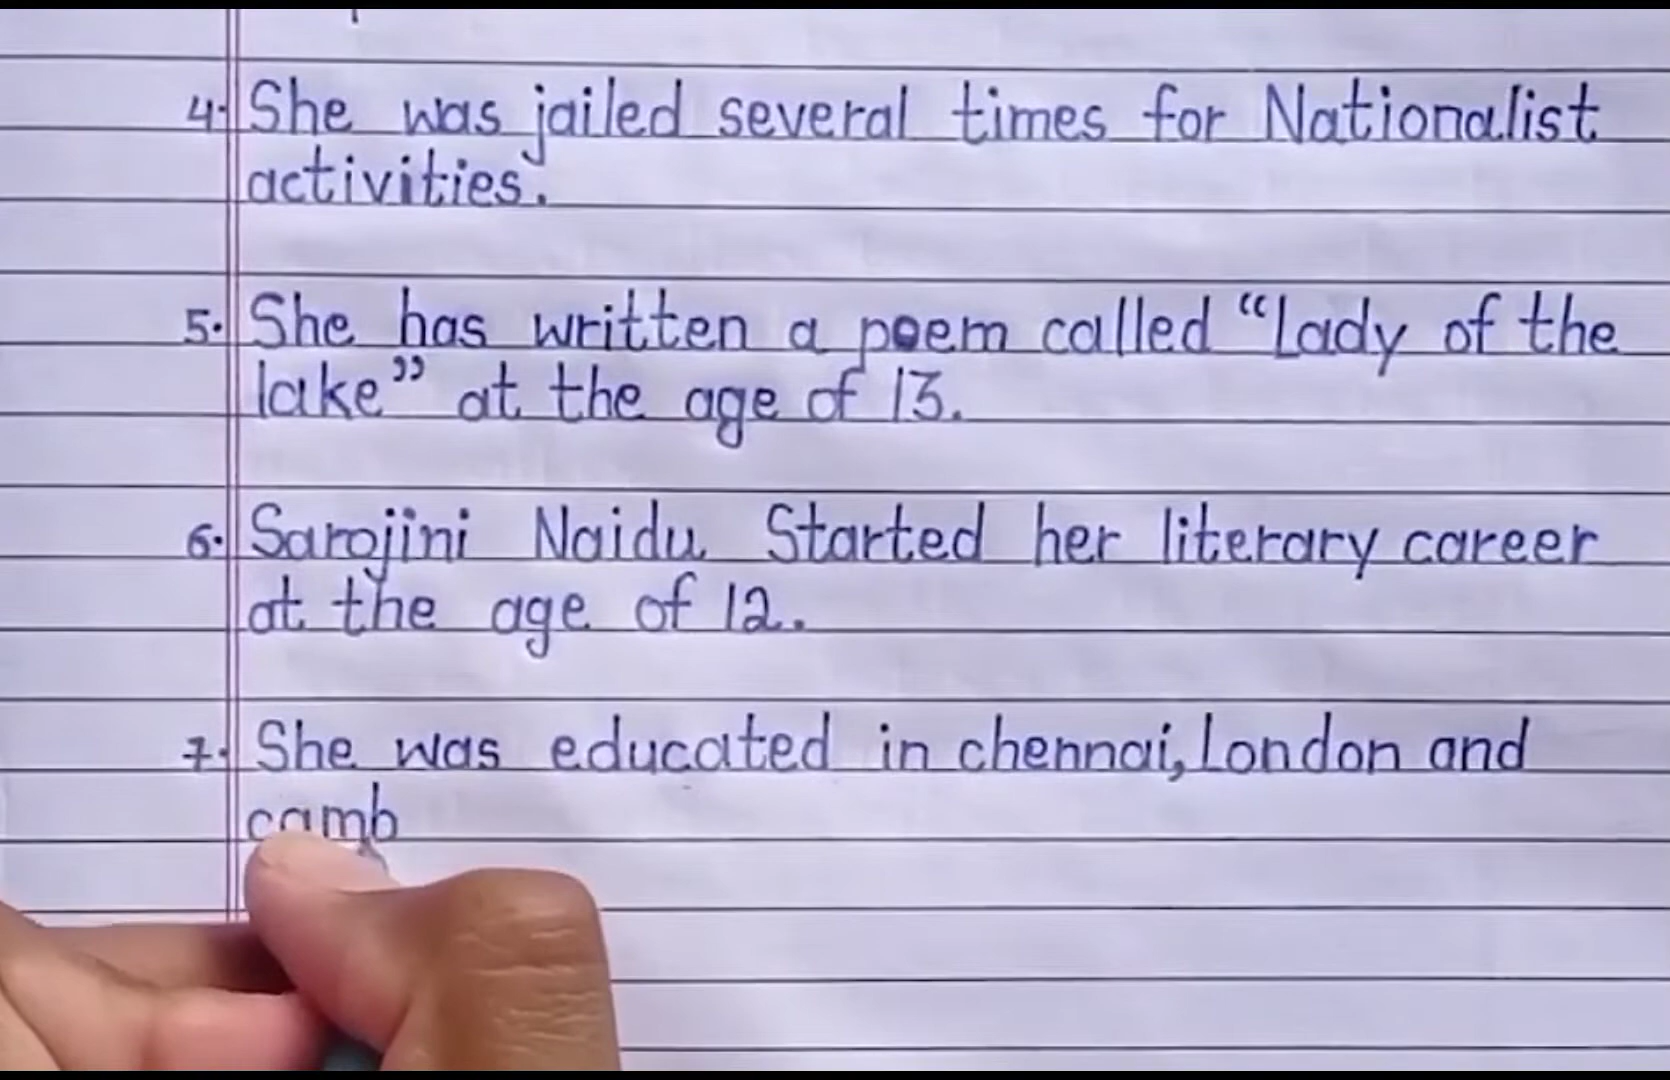 4. She was jailed several times for Nationalist
activities.
5. She has written a poem called “Lady of the
lake” at the age of 13.
6. Sarojini Naidu Started her literary career
at the age of 12.
7. She was educated in chennai, London and
camb